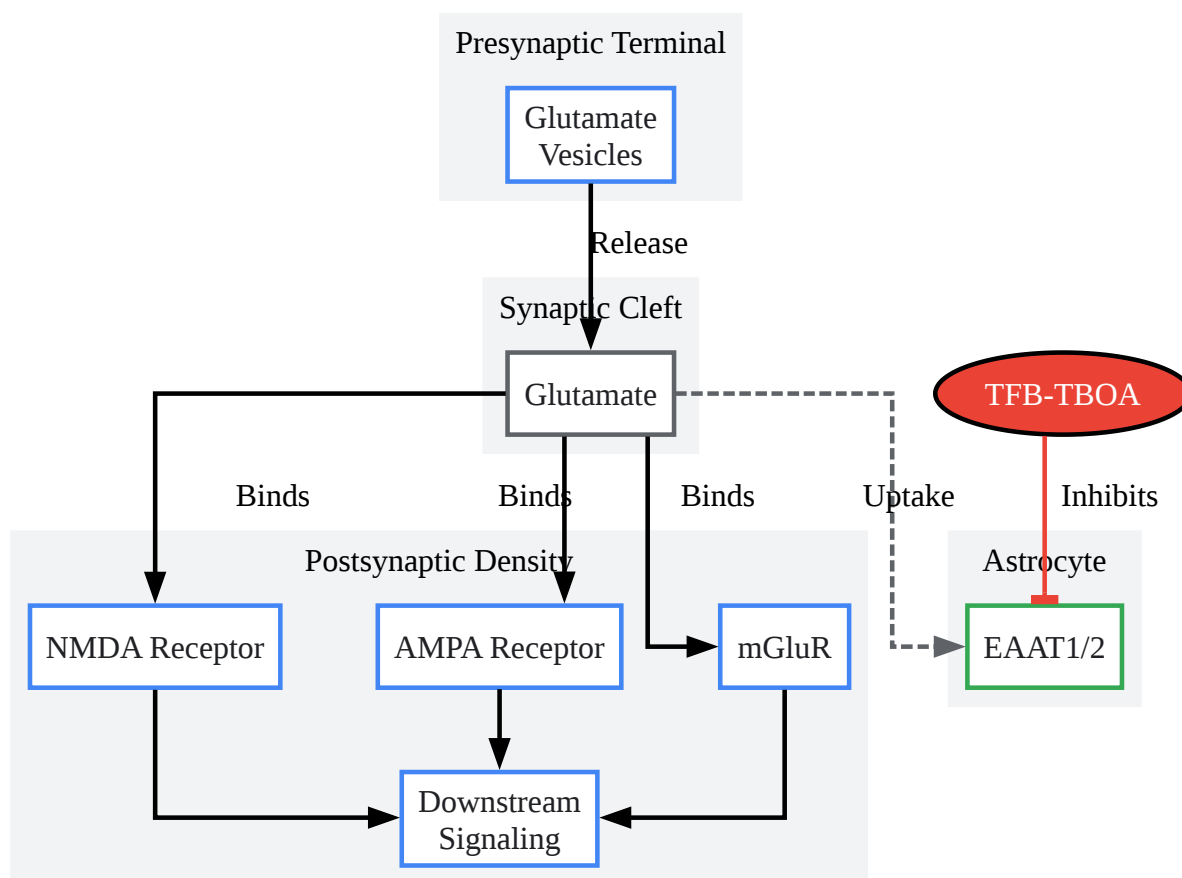 Presynaptic Terminal
Glutamate
Vesicles
Release
Synaptic Cleft
Glutamate
TFB-TBOA
Binds
Binds
Binds
Uptake
Inhibits
Postsynaptic Density
Astrocyte
NMDA Receptor
AMPA Receptor
mGluR
EAAT1/2
Downstream
Signaling